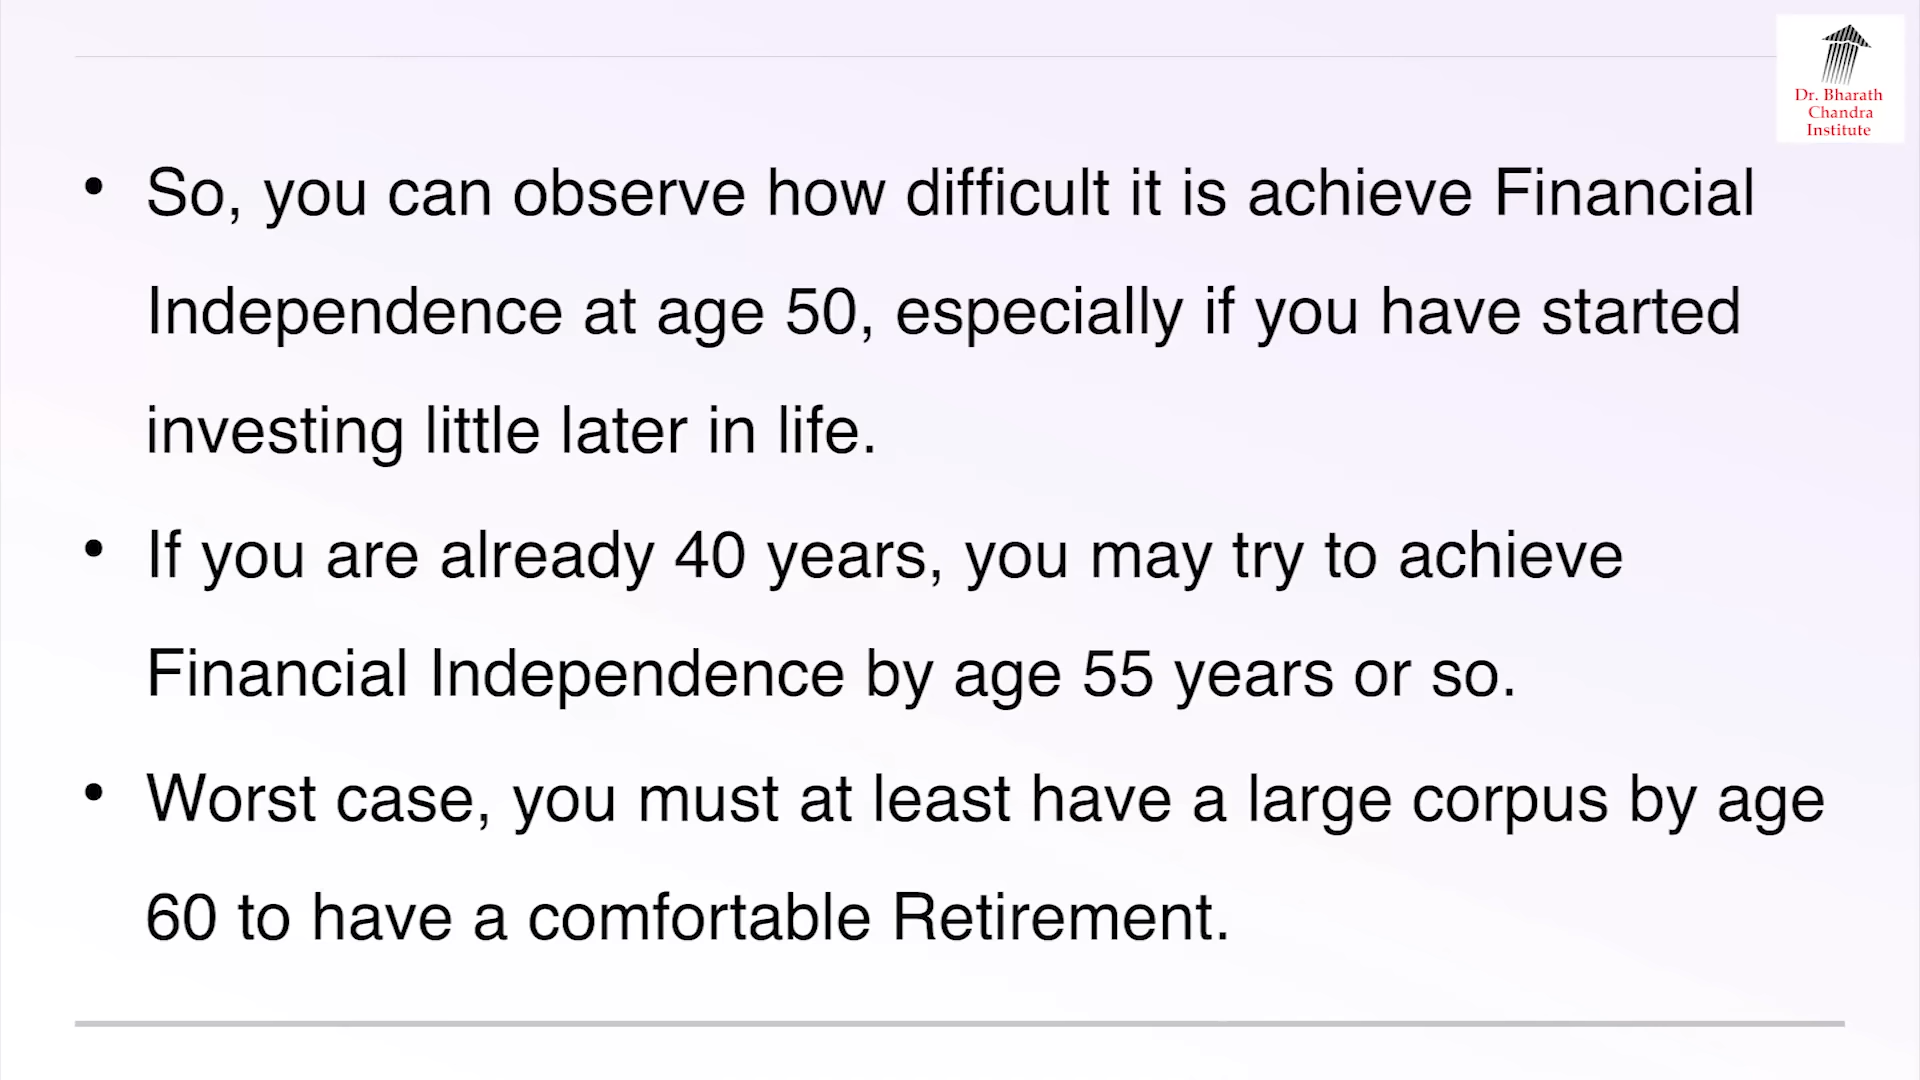 Dr. Bharath
Chandra
Institute
• So, you can observe how difficult it is achieve Financial
Independence at age 50, especially if you have started
investing little later in life.
• If you are already 40 years, you may try to achieve
Financial Independence by age 55 years or so.
• Worst case, you must at least have a large corpus by age
60 to have a comfortable Retirement.